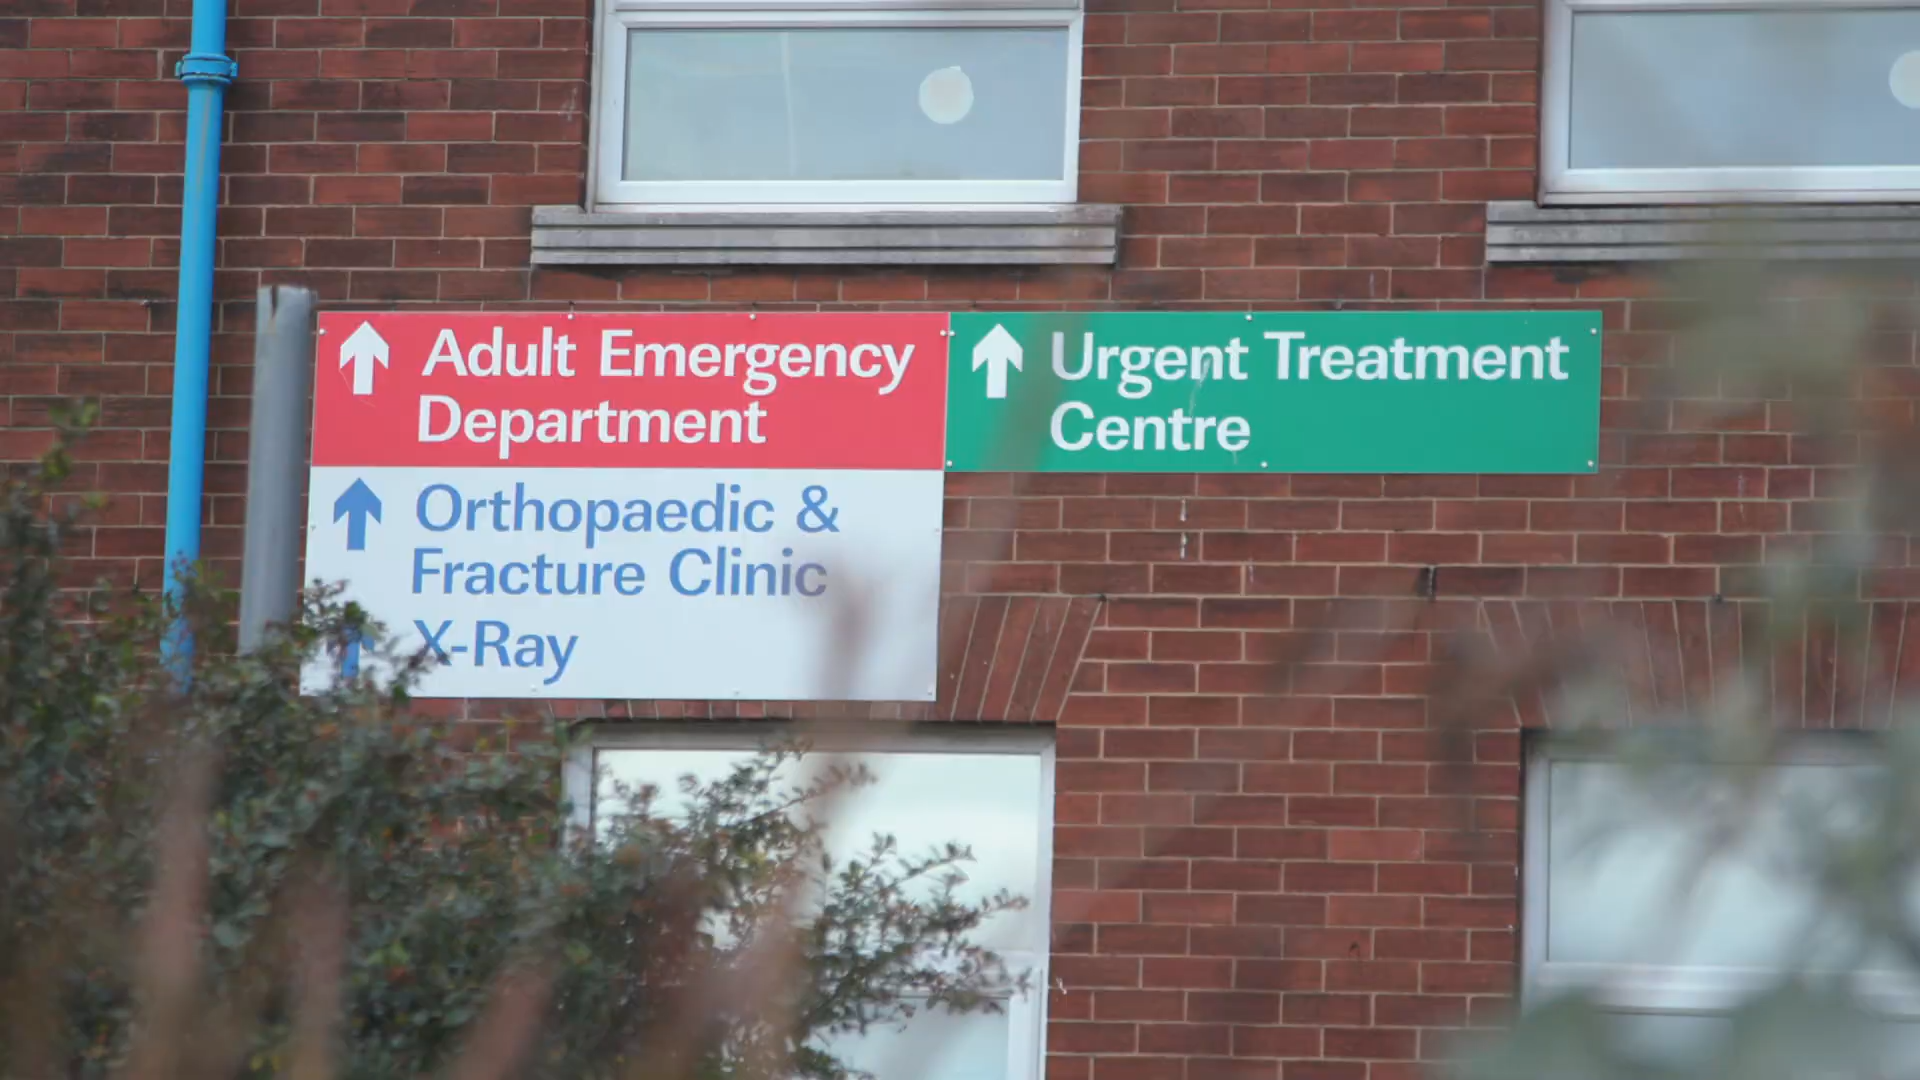 Adult Emergency
Department
Urgent Treatment
Centre
Orthopaedic &
Fracture Clinic
X-Ray